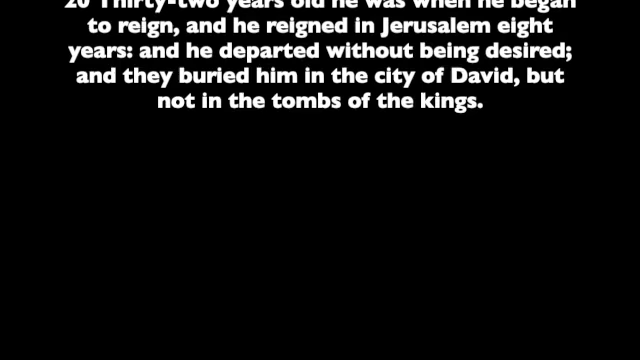 20 Thirty-two years old he was when he began
to reign, and he reigned in Jerusalem eight
years: and he departed without being desired;
and they buried him in the city of David, but
not in the tombs of the kings.